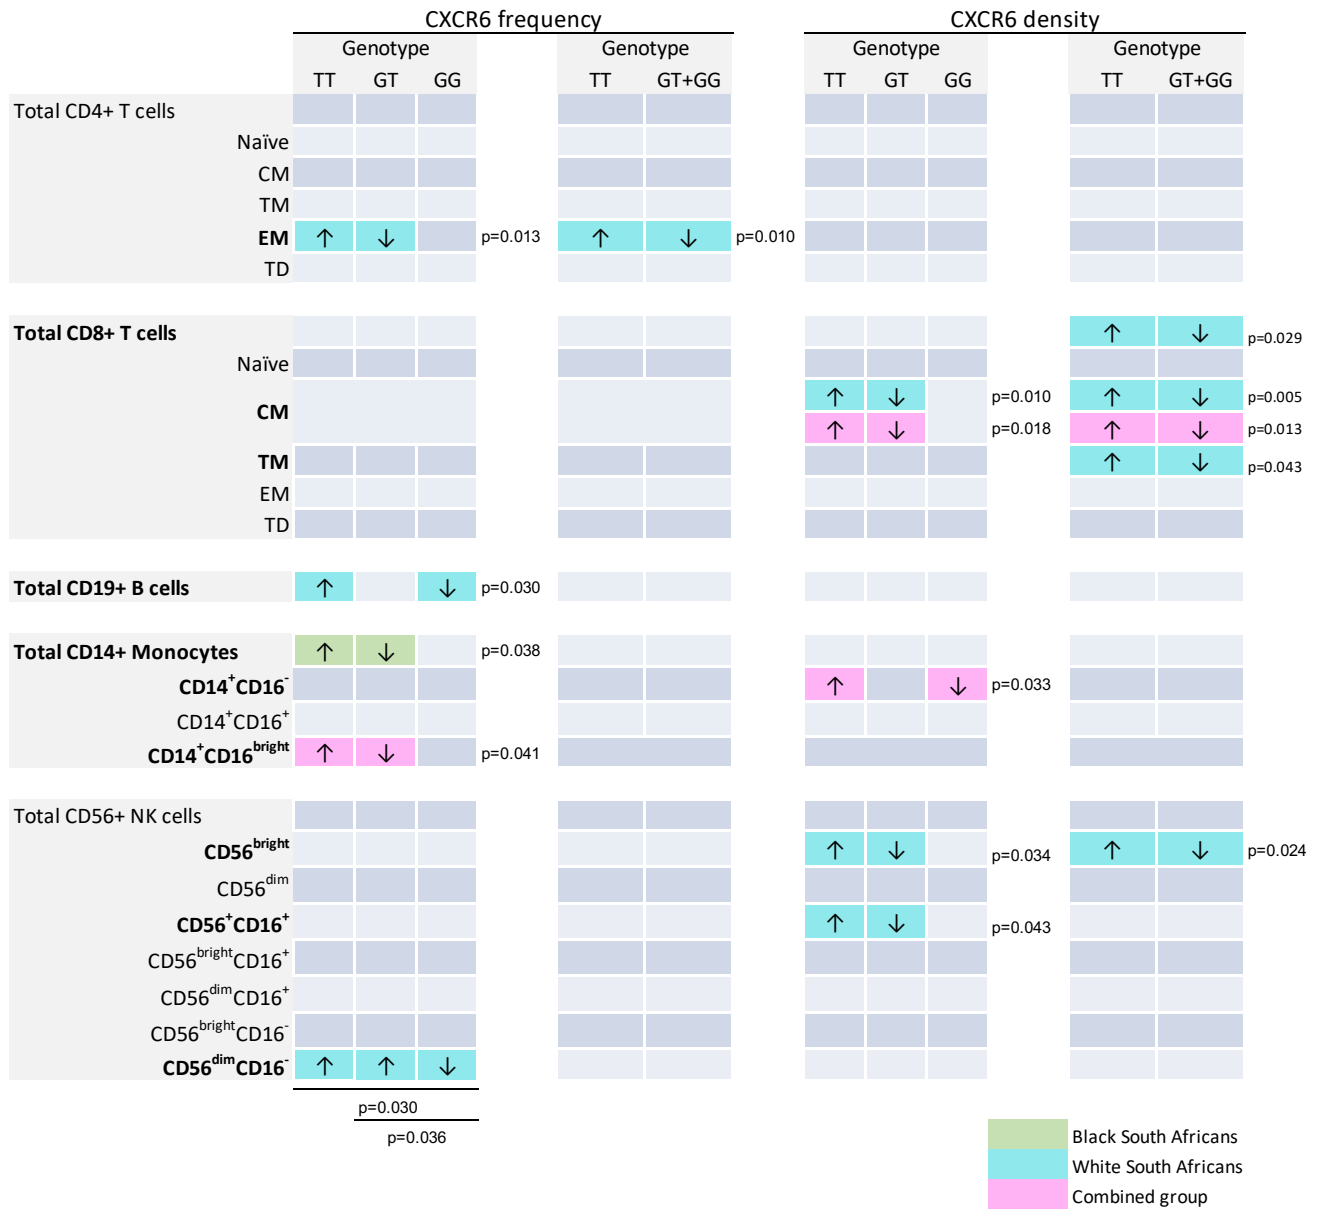 CXCR6 frequency CXCR6 density
Genotype Genotype Genotype Genotype
TT GT GG TT GT+GG TT GT GG TT GT+GG
Total CD4+ T cells
Naïve
CM
TM
EM ↑ ↓ p=0.013 ↑ ↓ p=0.010
TD
Total CD8+ T cells ↑ ↓ p=0.029
Naïve
CM ↑ ↓ p=0.010 ↑ ↓ p=0.005
↑ ↓ p=0.018 ↑ ↓ p=0.013
TM ↑ ↓ p=0.043
EM
TD
Total CD19+ B cells ↑ ↓ p=0.030
Total CD14+ Monocytes ↑ ↓ p=0.038
CD14⁺CD16⁻ ↑ ↓ p=0.033
CD14⁺CD16⁺
CD14⁺CD16bright ↑ ↓ p=0.041
Total CD56+ NK cells
CD56bright ↑ ↓ p=0.034 ↑ ↓ p=0.024
CD56dim
CD56⁺CD16⁺ ↑ ↓ p=0.043
CD56brightCD16⁺
CD56dimCD16⁺
CD56brightCD16⁻
CD56dimCD16⁻ ↑ ↑ ↓
p=0.030
p=0.036
Black South Africans
White South Africans
Combined group